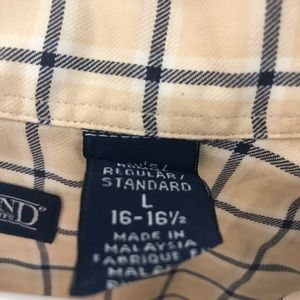 REGULAR/
STANDARD
L
16-16½
MADE IN
MALAYSIA
FABRIQUE